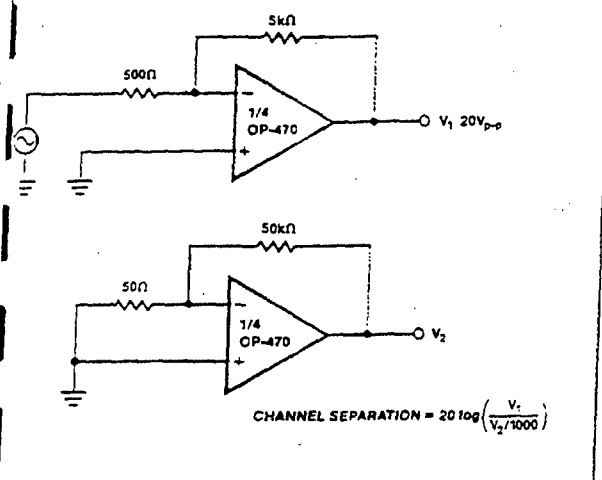 5kΩ
500Ω
−
1/4
OP-470
+
V1 20Vp-p
50kΩ
50Ω
−
1/4
OP-470
+
V2
CHANNEL SEPARATION = 20 log(V1 / V2/1000)